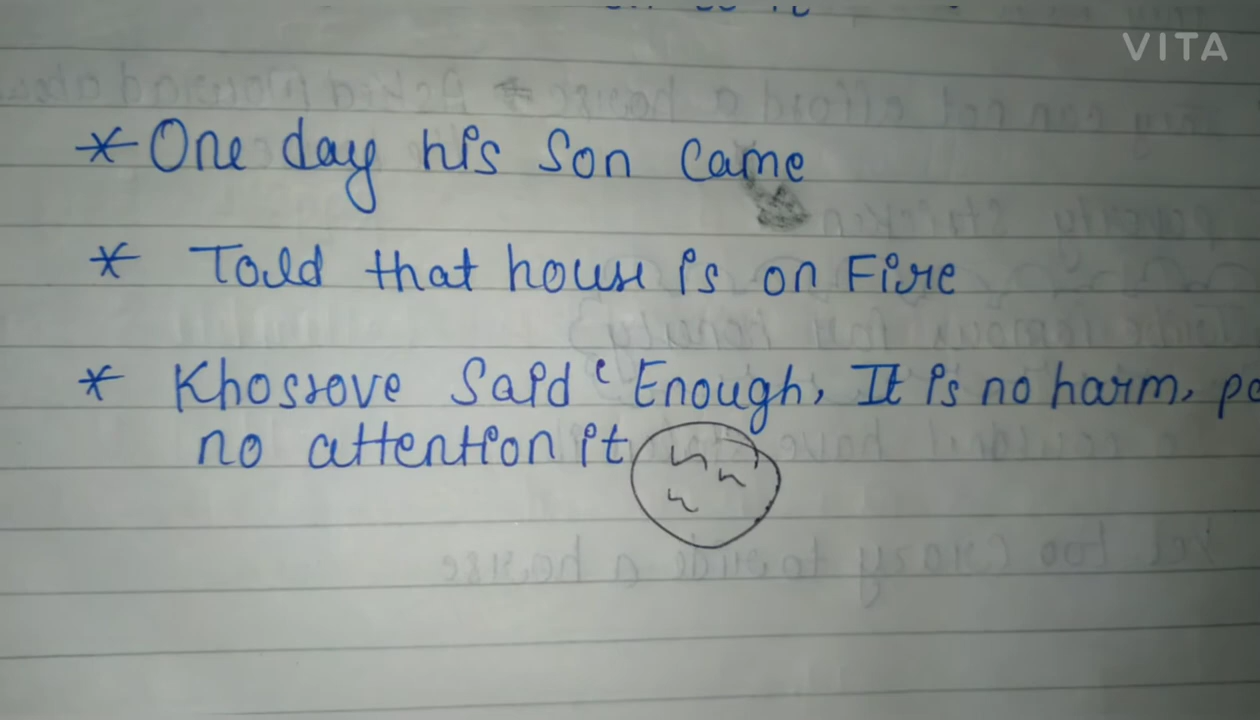 VITA
* One day his Son Came
* Told that house is on Fire
* Khosrove Said ‘Enough, It is no harm,
no attention it